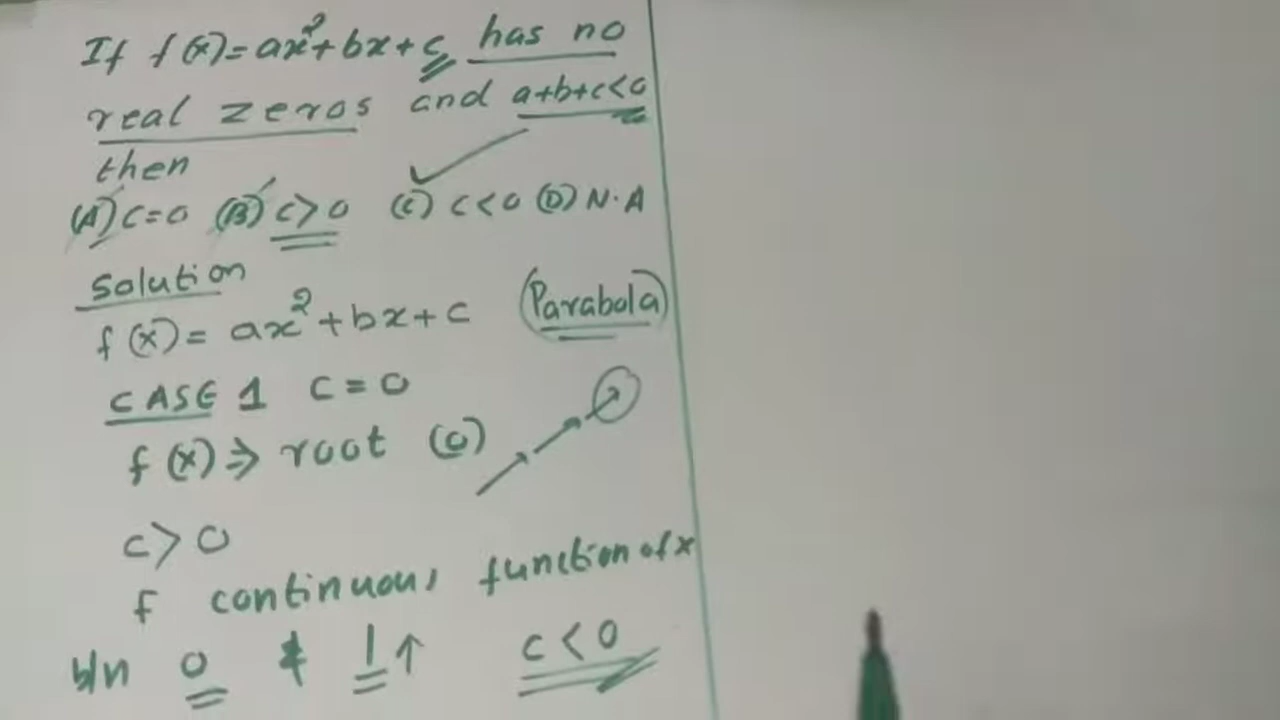 If f(x)=ax²+bx+c has no
real zeros and a+b+c<0
then
(A) c=0 (B) c>0 (C) c<0 (D) N.A
Solution
f(x)= ax²+bx+c (Parabola)
CASE 1 c=0
f(x)⇒ root (0)
c>0
f continuous function of x
b/n 0 & 1↑ c<0